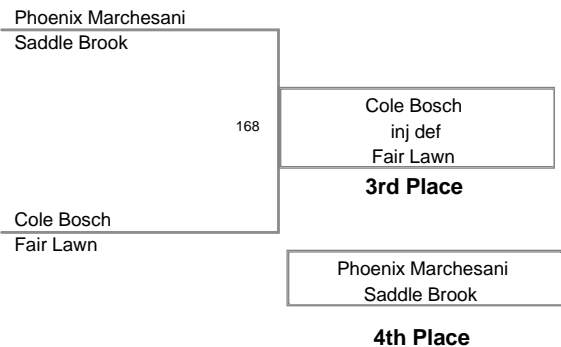 Phoenix Marchesani
Saddle Brook
168
Cole Bosch
inj def
Fair Lawn
3rd Place
Cole Bosch
Fair Lawn
Phoenix Marchesani
Saddle Brook
4th Place